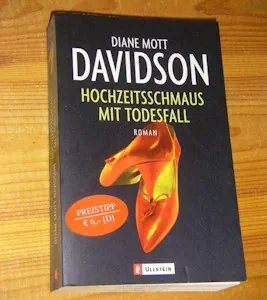 DIANE MOTT
DAVIDSON
HOCHZEITSSCHMAUS
MIT TODESFALL
ROMAN
PREISTIPP
€ 6,- [D]
ULLSTEIN